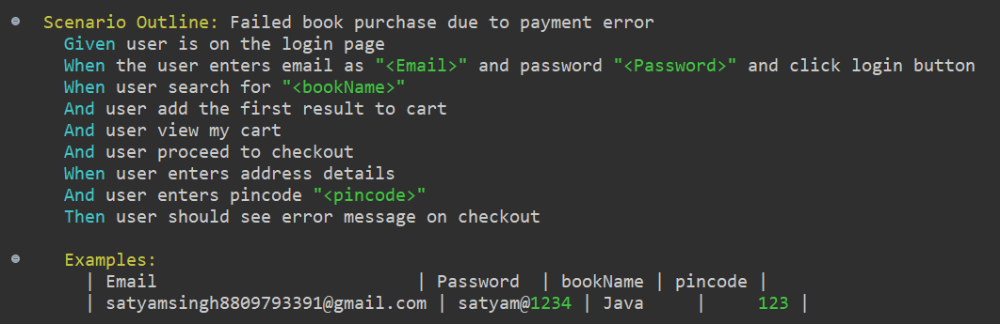 Scenario Outline: Failed book purchase due to payment error
Given user is on the login page
When the user enters email as "<Email>" and password "<Password>" and click login button
When user search for "<bookName>"
And user add the first result to cart
And user view my cart
And user proceed to checkout
When user enters address details
And user enters pincode "<pincode>"
Then user should see error message on checkout
Examples:
| Email | Password | bookName | pincode |
| satyamsingh8809793391@gmail.com | satyam@1234 | Java | 123 |